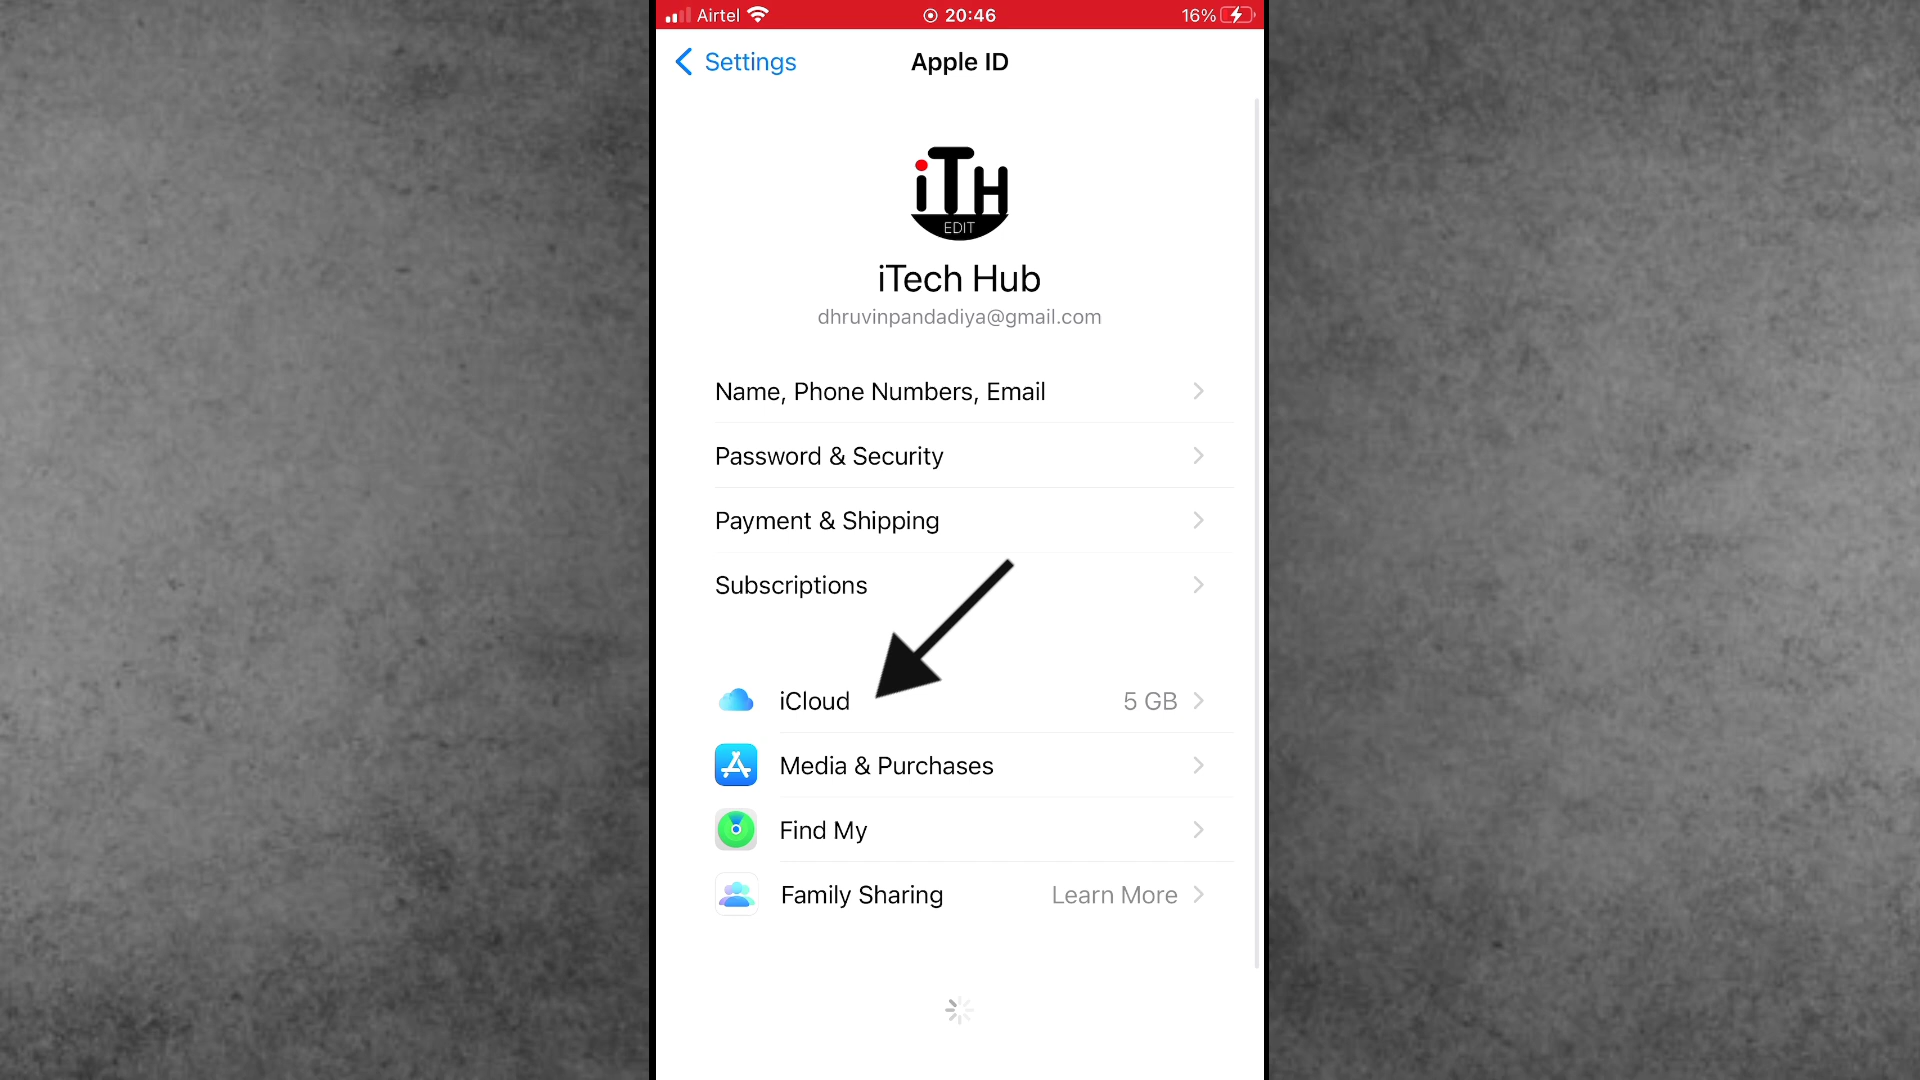 Airtel 20:46 16%
Settings Apple ID
iTH
EDIT
iTech Hub
dhruvinpandadiya@gmail.com
Name, Phone Numbers, Email
Password & Security
Payment & Shipping
Subscriptions
iCloud 5 GB
Media & Purchases
Find My
Family Sharing Learn More